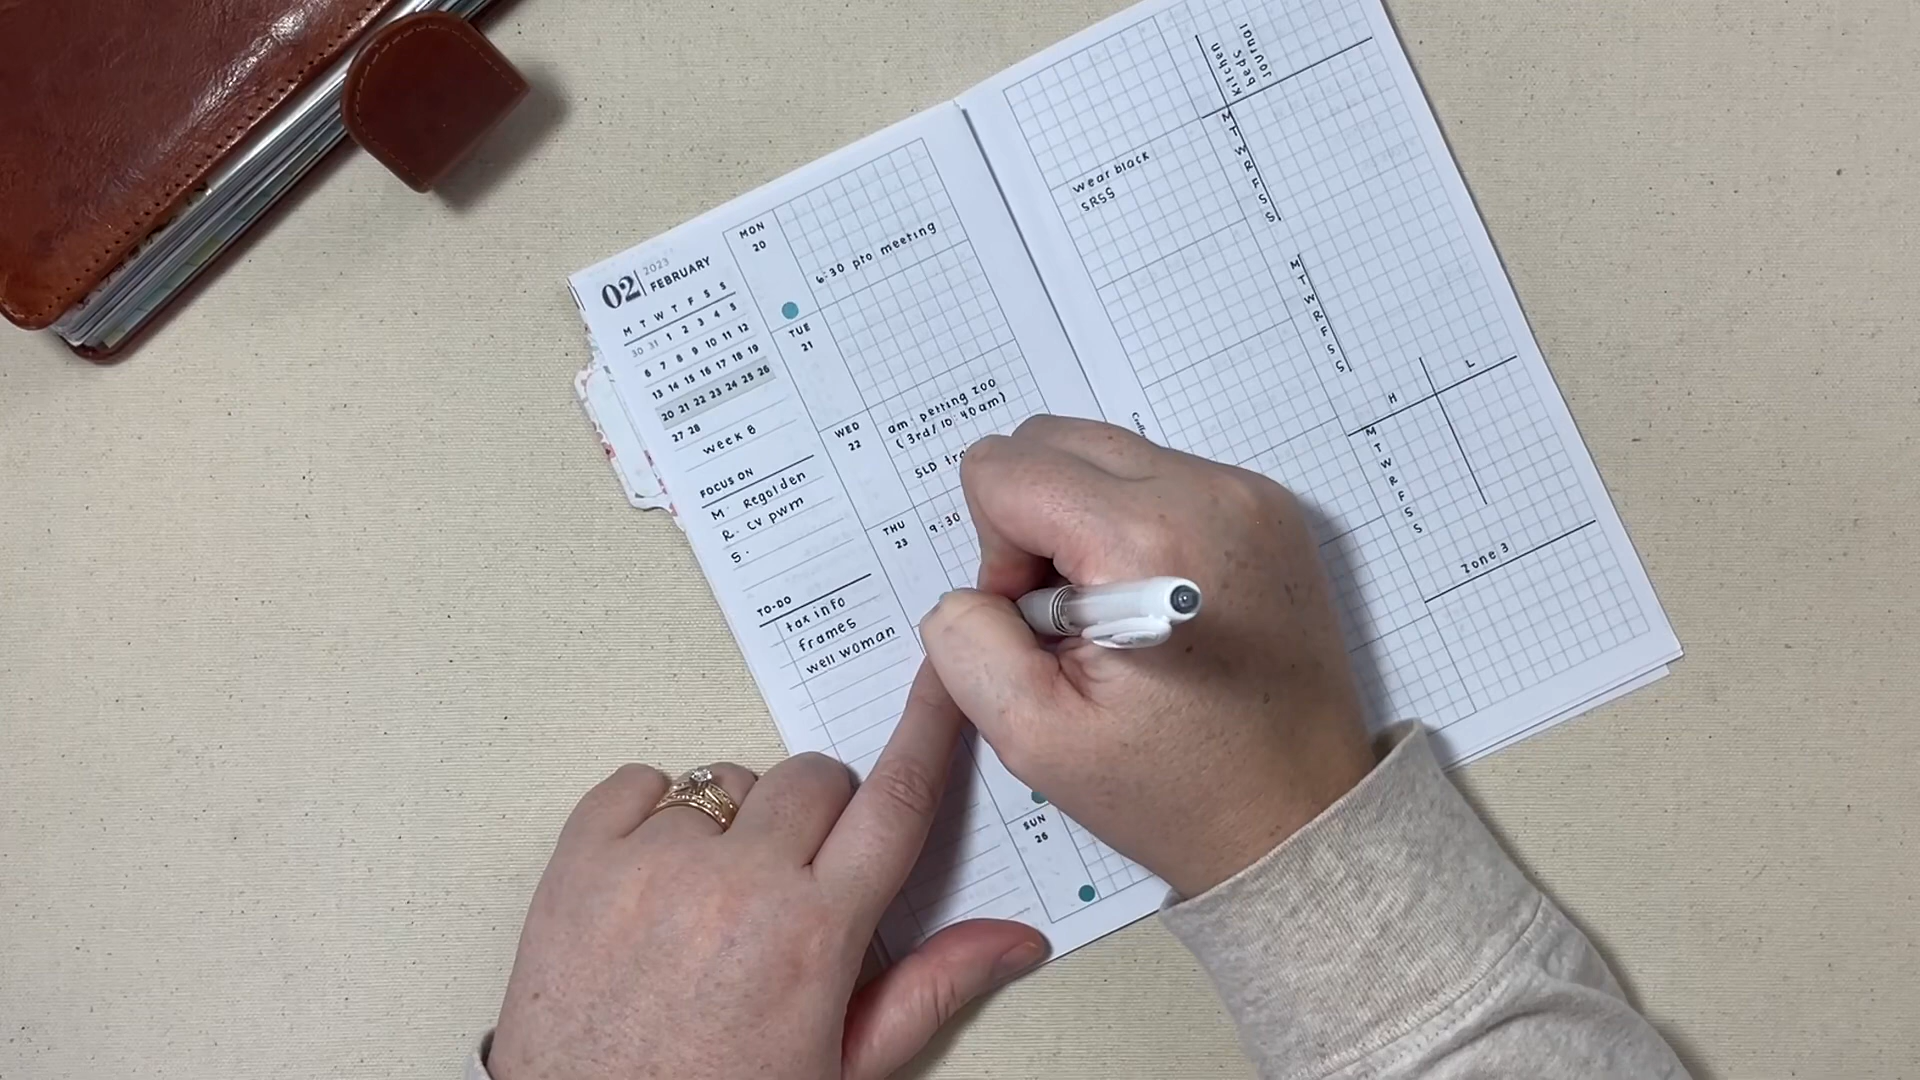 02 2023
FEBRUARY
M T W T F S S
30 31 1 2 3 4 5
6 7 8 9 10 11 12
13 14 15 16 17 18 19
20 21 22 23 24 25 26
27 28
week 8
FOCUS ON
M. Regolden
R. CV pwm
S.
TO-DO
tax info
frames
well woman
MON
20
6:30 pto meeting
TUE
21
WED
22
am: petting zoo
(3rd/10:40am)
SLD
THU
23
9:30
SUN
26
wear black
SRSS
kitchen
beds
journal
M
T
W
R
F
S
S
M
T
W
R
F
S
S
H L
M
T
W
R
F
S
S
Zone 3